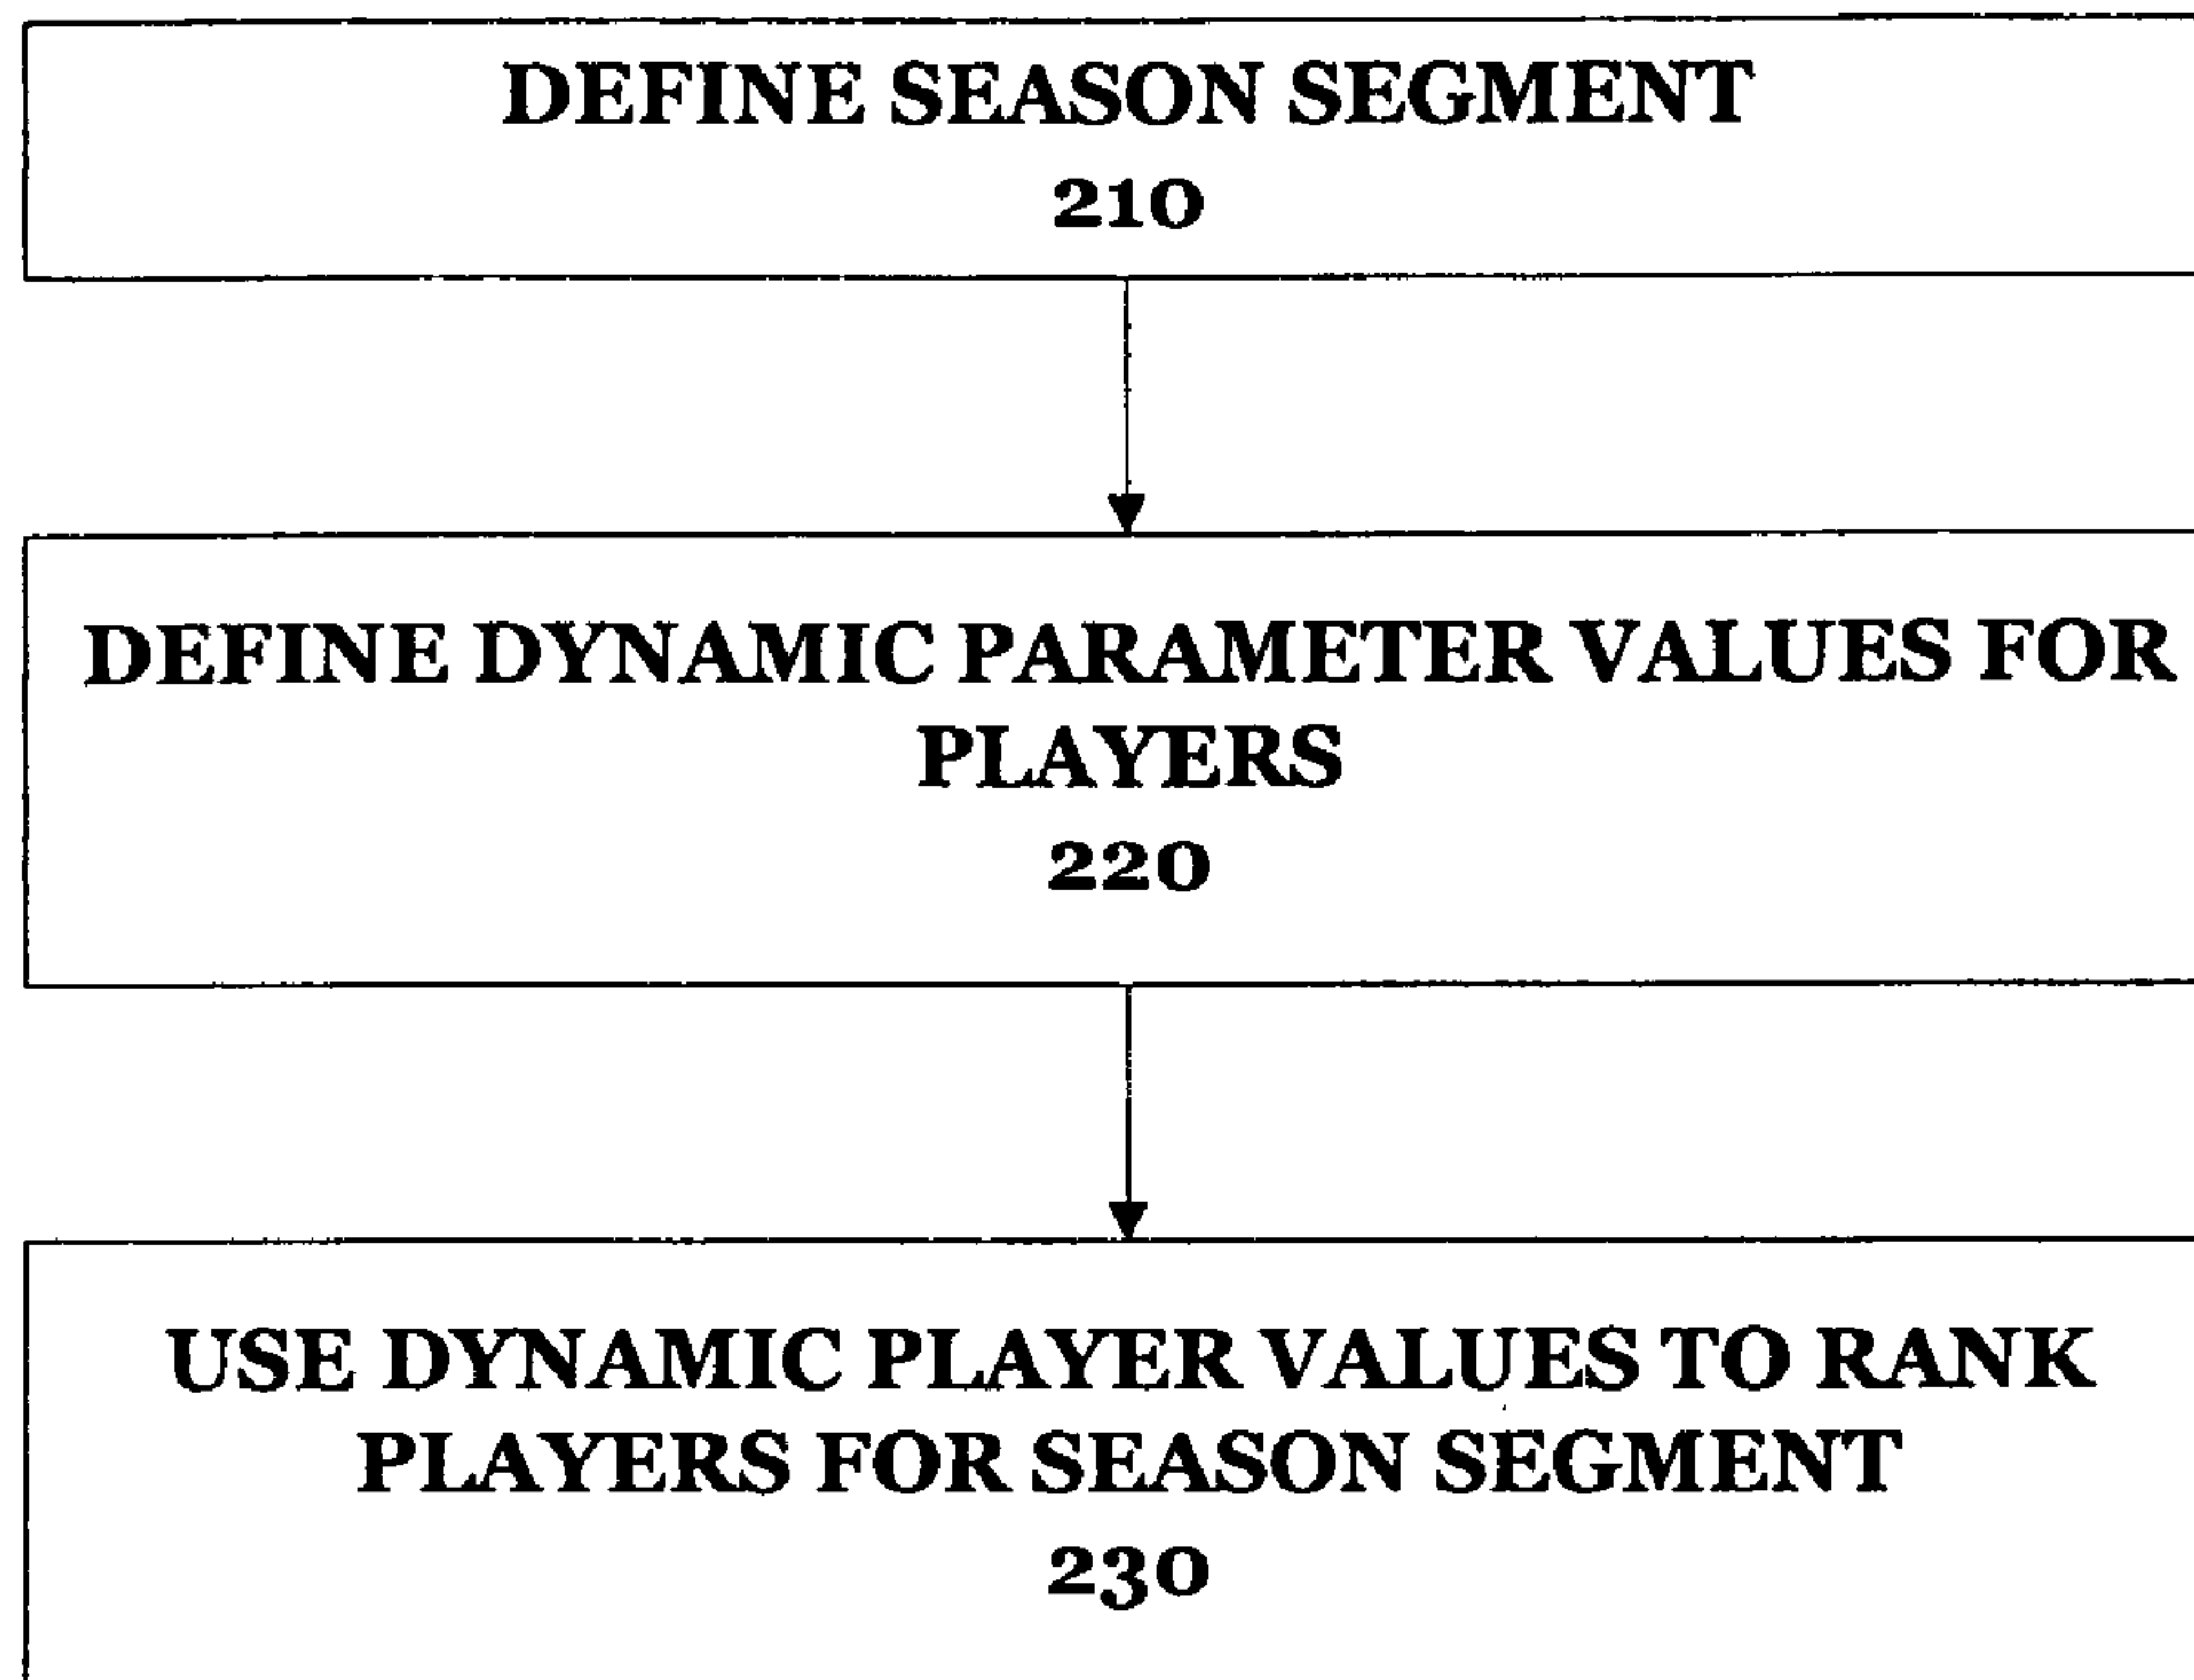 DEFINE SEASON SEGMENT
210
DEFINE DYNAMIC PARAMETER VALUES FOR
PLAYERS
220
USE DYNAMIC PLAYER VALUES TO RANK
PLAYERS FOR SEASON SEGMENT
230